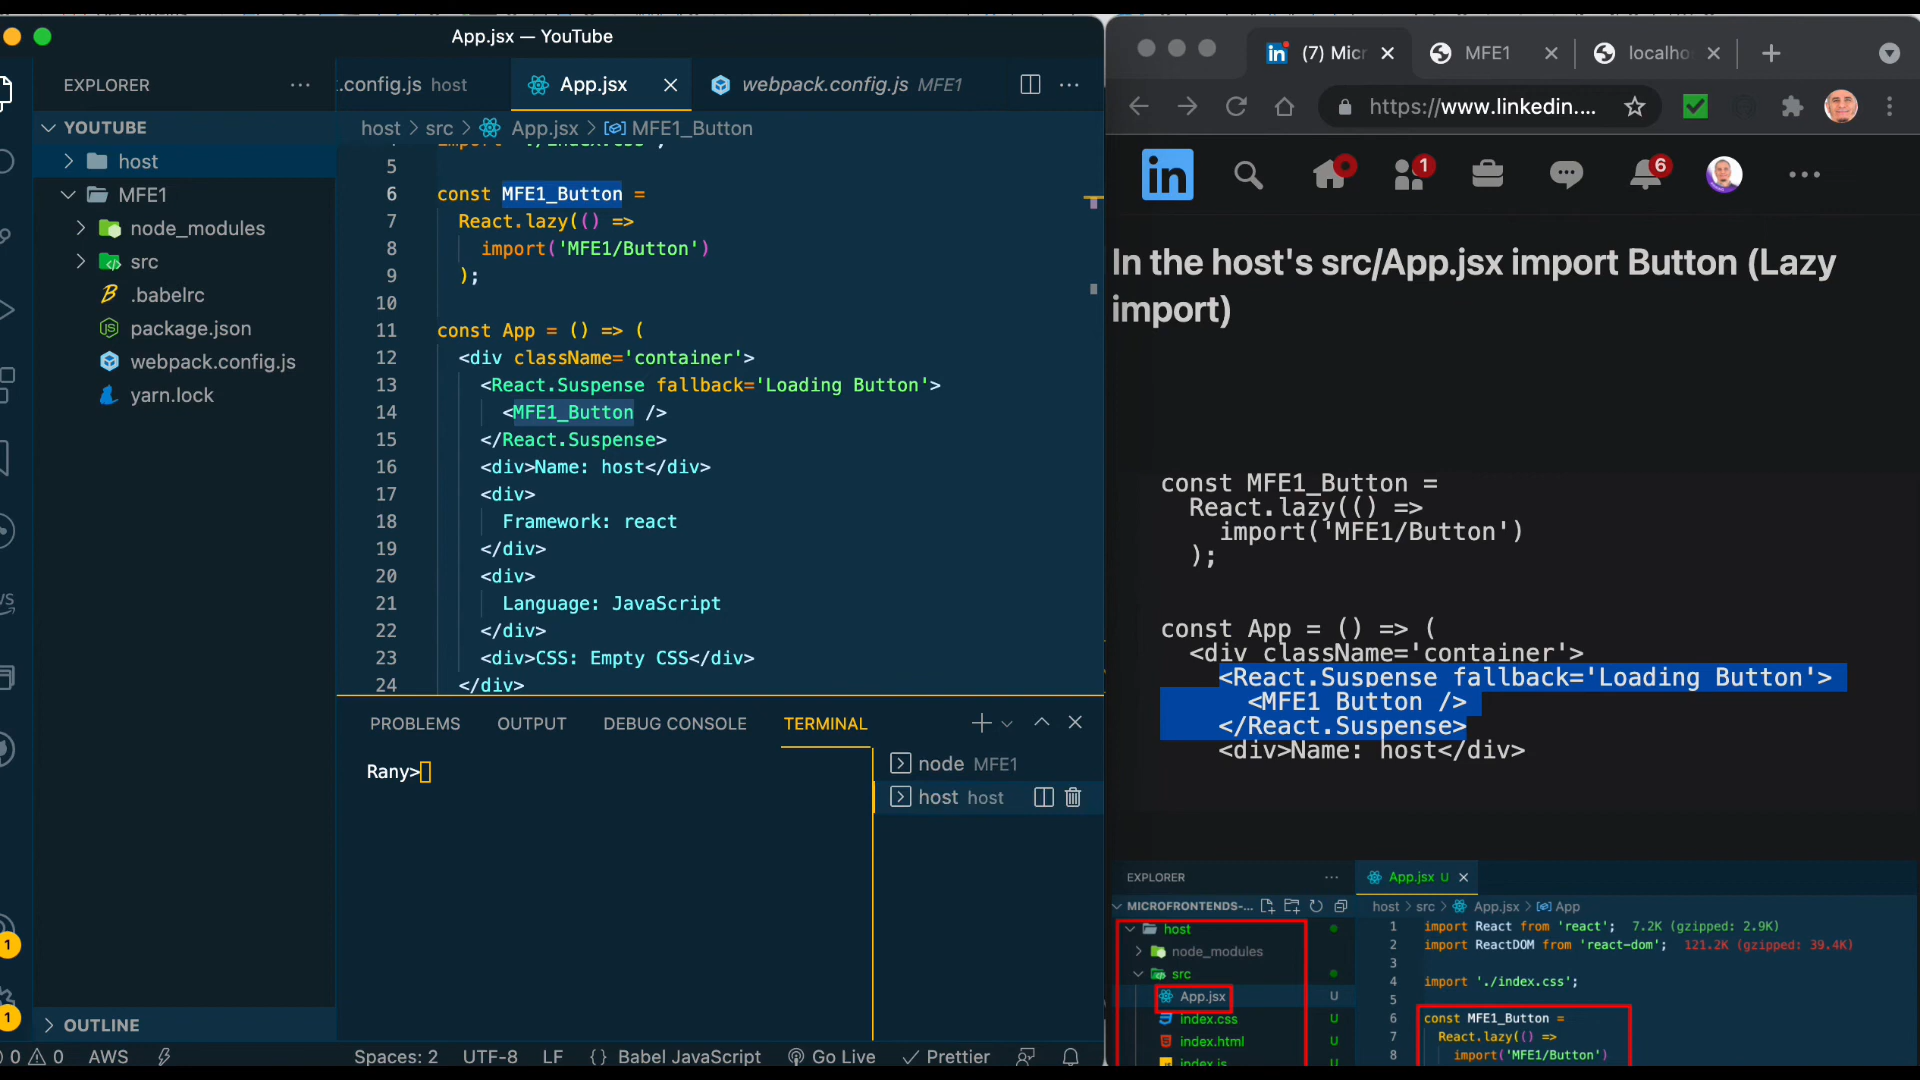 App.jsx — YouTube
EXPLORER
YOUTUBE
host
MFE1
node_modules
src
.babelrc
package.json
webpack.config.js
yarn.lock
OUTLINE
.config.js host
App.jsx
webpack.config.js MFE1
host > src > App.jsx > MFE1_Button
5
6 const MFE1_Button =
7 React.lazy(() =>
8 import('MFE1/Button')
9 );
10
11 const App = () => (
12 <div className='container'>
13 <React.Suspense fallback='Loading Button'>
14 <MFE1_Button />
15 </React.Suspense>
16 <div>Name: host</div>
17 <div>
18 Framework: react
19 </div>
20 <div>
21 Language: JavaScript
22 </div>
23 <div>CSS: Empty CSS</div>
24 </div>
PROBLEMS OUTPUT DEBUG CONSOLE TERMINAL
Rany>
node MFE1
host host
1
1
0 0 AWS
Spaces: 2 UTF-8 LF {} Babel JavaScript Go Live Prettier
(7) Micr
MFE1
localho
https://www.linkedin....
in
1
6
In the host's src/App.jsx import Button (Lazy
import)
const MFE1_Button =
React.lazy(() =>
import('MFE1/Button')
);
const App = () => (
<div className='container'>
<React.Suspense fallback='Loading Button'>
<MFE1 Button />
</React.Suspense>
<div>Name: host</div>
EXPLORER
MICROFRONTENDS-...
host
node_modules
src
App.jsx U
index.css U
index.html U
index.js U
App.jsx U
host > src > App.jsx > App
1 import React from 'react'; 7.2K (gzipped: 2.9K)
2 import ReactDOM from 'react-dom'; 121.2K (gzipped: 39.4K)
3
4 import './index.css';
5
6 const MFE1_Button =
7 React.lazy(() =>
8 import('MFE1/Button')